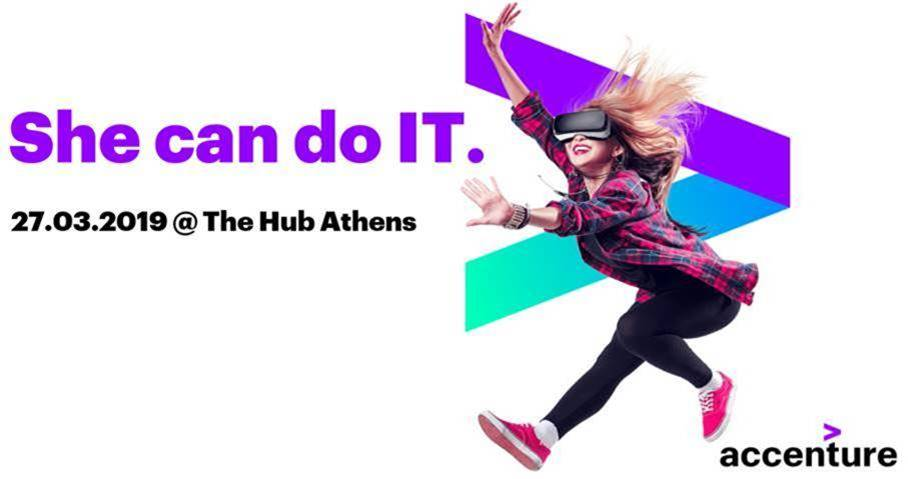 She can do IT.
27.03.2019 @ The Hub Athens
>
accenture